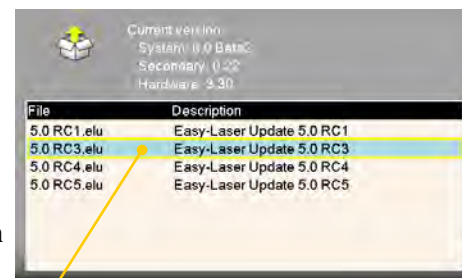 Current version
System: 0.0 Beta2
Secondary: 0.22
Hardware: 3.30
File Description
5.0 RC1.elu Easy-Laser Update 5.0 RC1
5.0 RC3.elu Easy-Laser Update 5.0 RC3
5.0 RC4.elu Easy-Laser Update 5.0 RC4
5.0 RC5.elu Easy-Laser Update 5.0 RC5